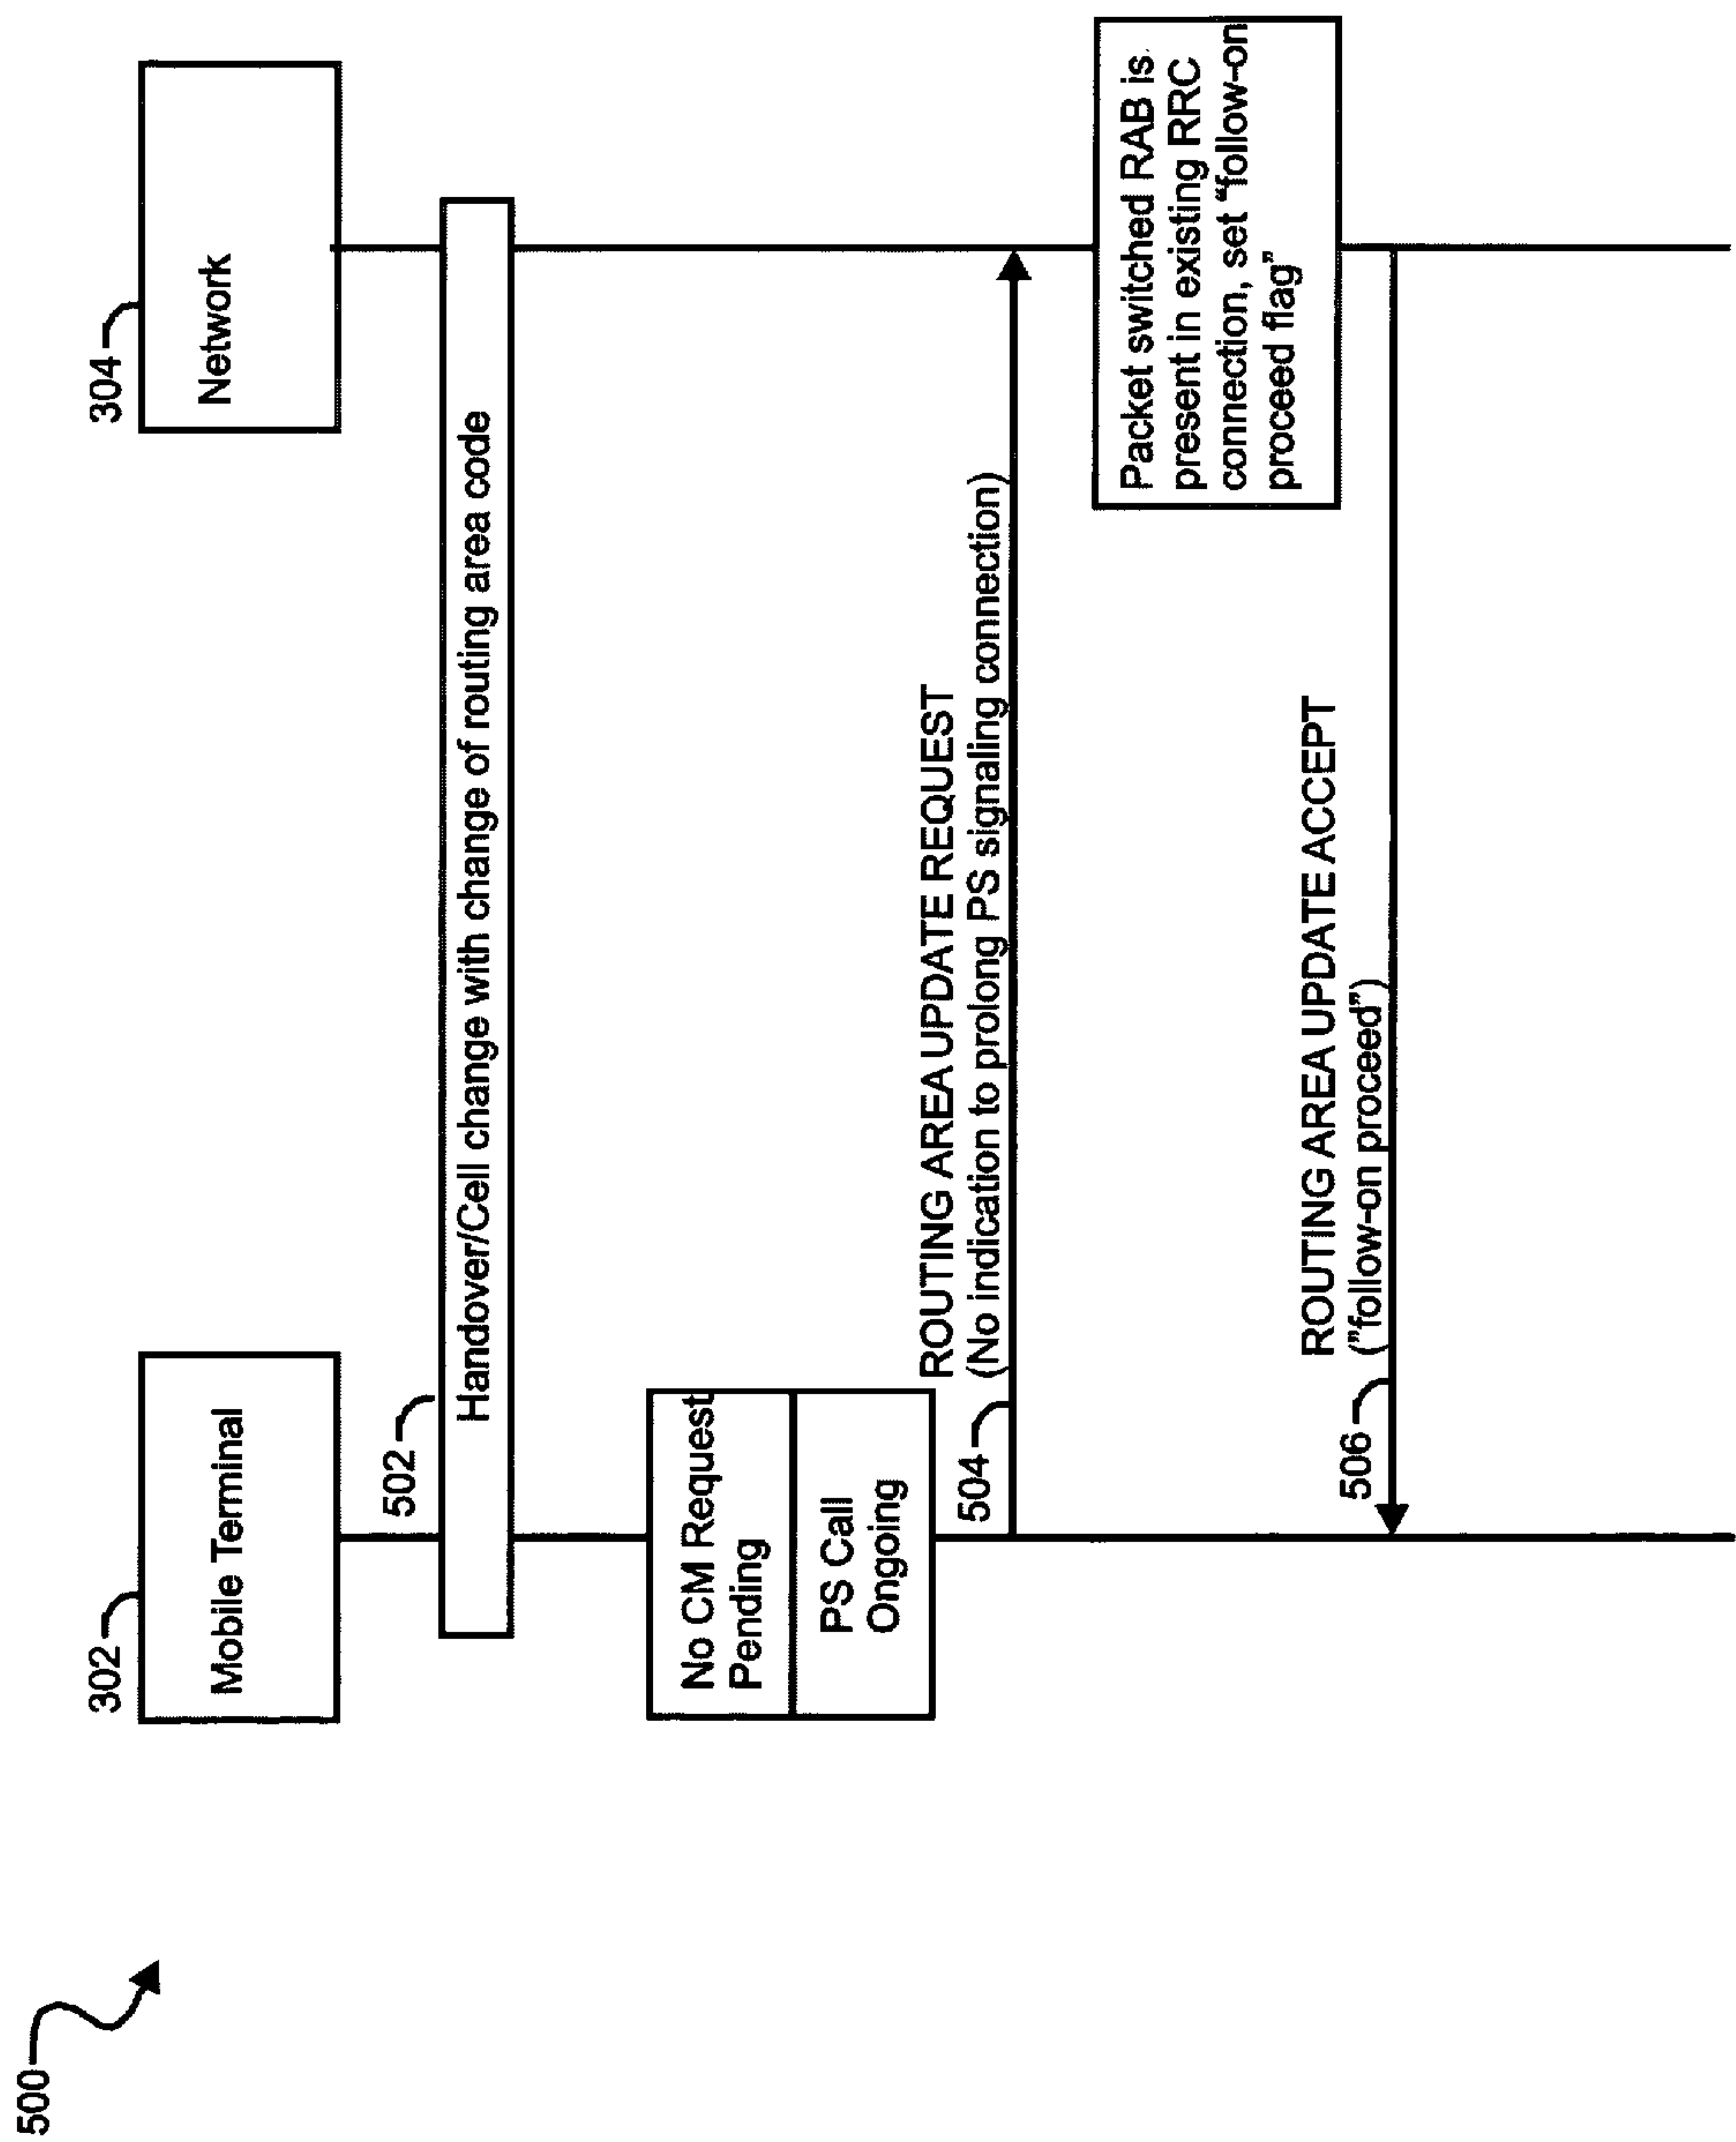 500
302
Mobile Terminal
304
Network
502
Handover/Cell change with change of routing area code
No CM Request
Pending
PS Call
Ongoing
ROUTING AREA UPDATE REQUEST
(No indication to prolong PS signaling connection)
504
Packet switched RAB is
present in existing RRC
connection, set “follow-on
proceed flag”
ROUTING AREA UPDATE ACCEPT
(”follow-on proceed”)
506